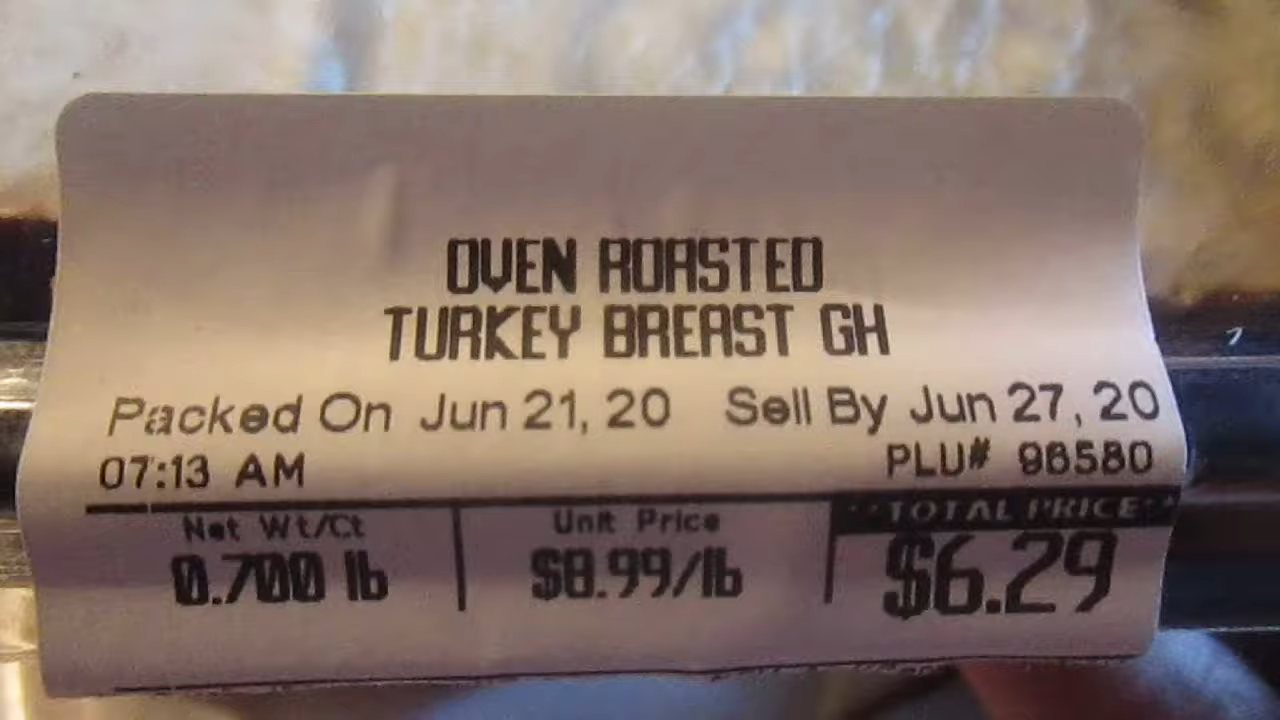 OVEN ROASTED
TURKEY BREAST GH
Packed On Jun 21, 20 Sell By Jun 27, 20
07:13 AM PLU# 96580
Net Wt/Ct Unit Price **TOTAL PRICE**
0.700 lb $8.99/lb $6.29